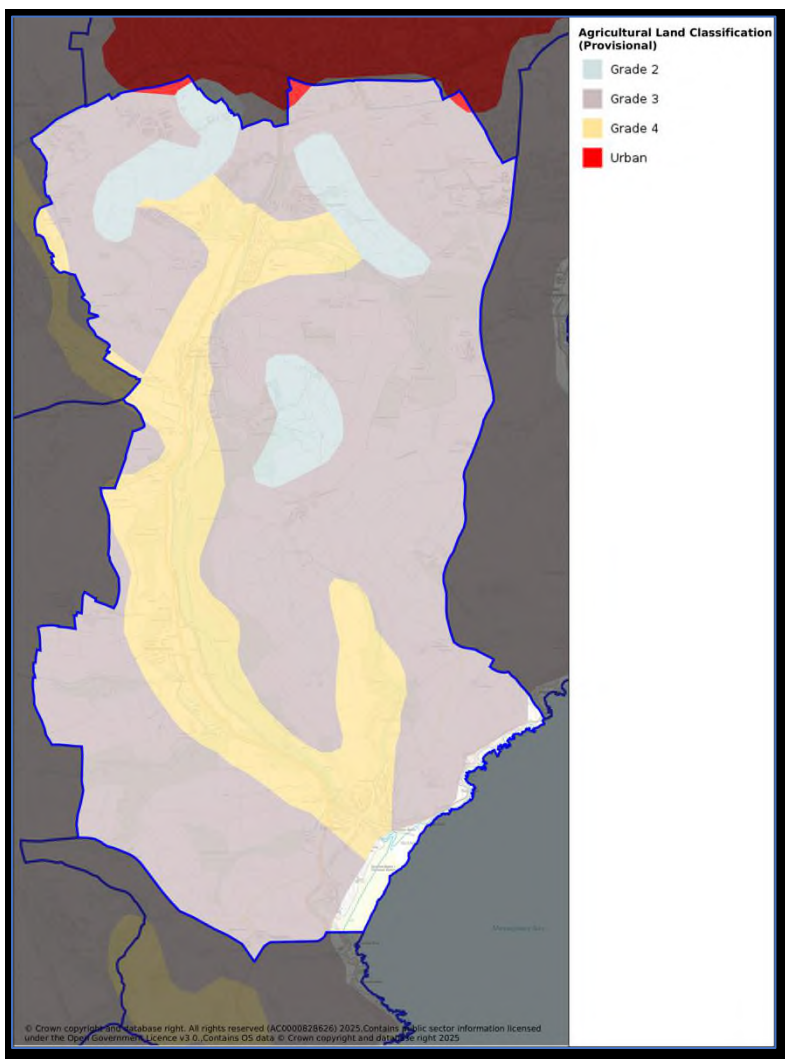 Agricultural Land Classification
(Provisional)
Grade 2
Grade 3
Grade 4
Urban
© Crown copyright and database right. All rights reserved (AC0000828626) 2025,Contains public sector information licensed
under the Open Government Licence v3.0.,Contains OS data © Crown copyright and database right 2025